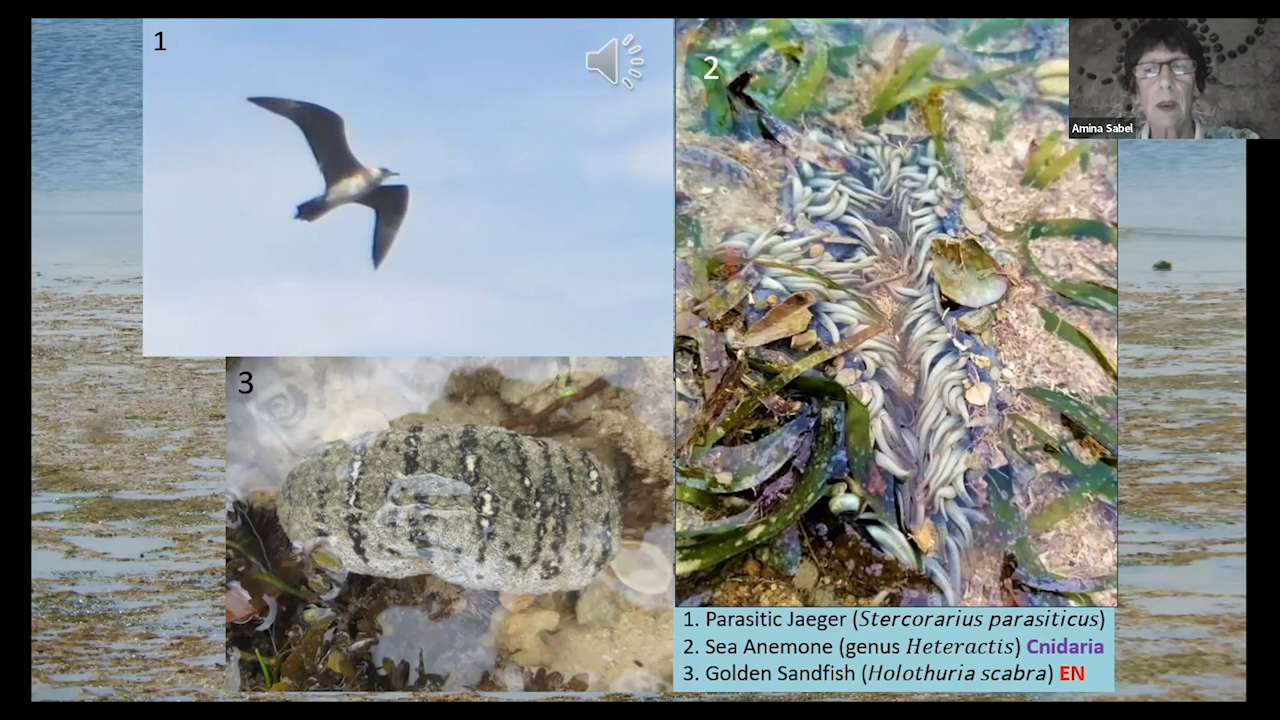 1
2
Amina Sabel
3
1. Parasitic Jaeger (Stercorarius parasiticus)
2. Sea Anemone (genus Heteractis) Cnidaria
3. Golden Sandfish (Holothuria scabra) EN